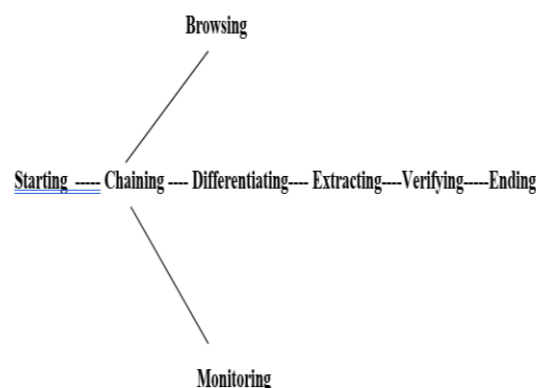 Browsing
Starting ----- Chaining ---- Differentiating---- Extracting----Verifying-----Ending
Monitoring